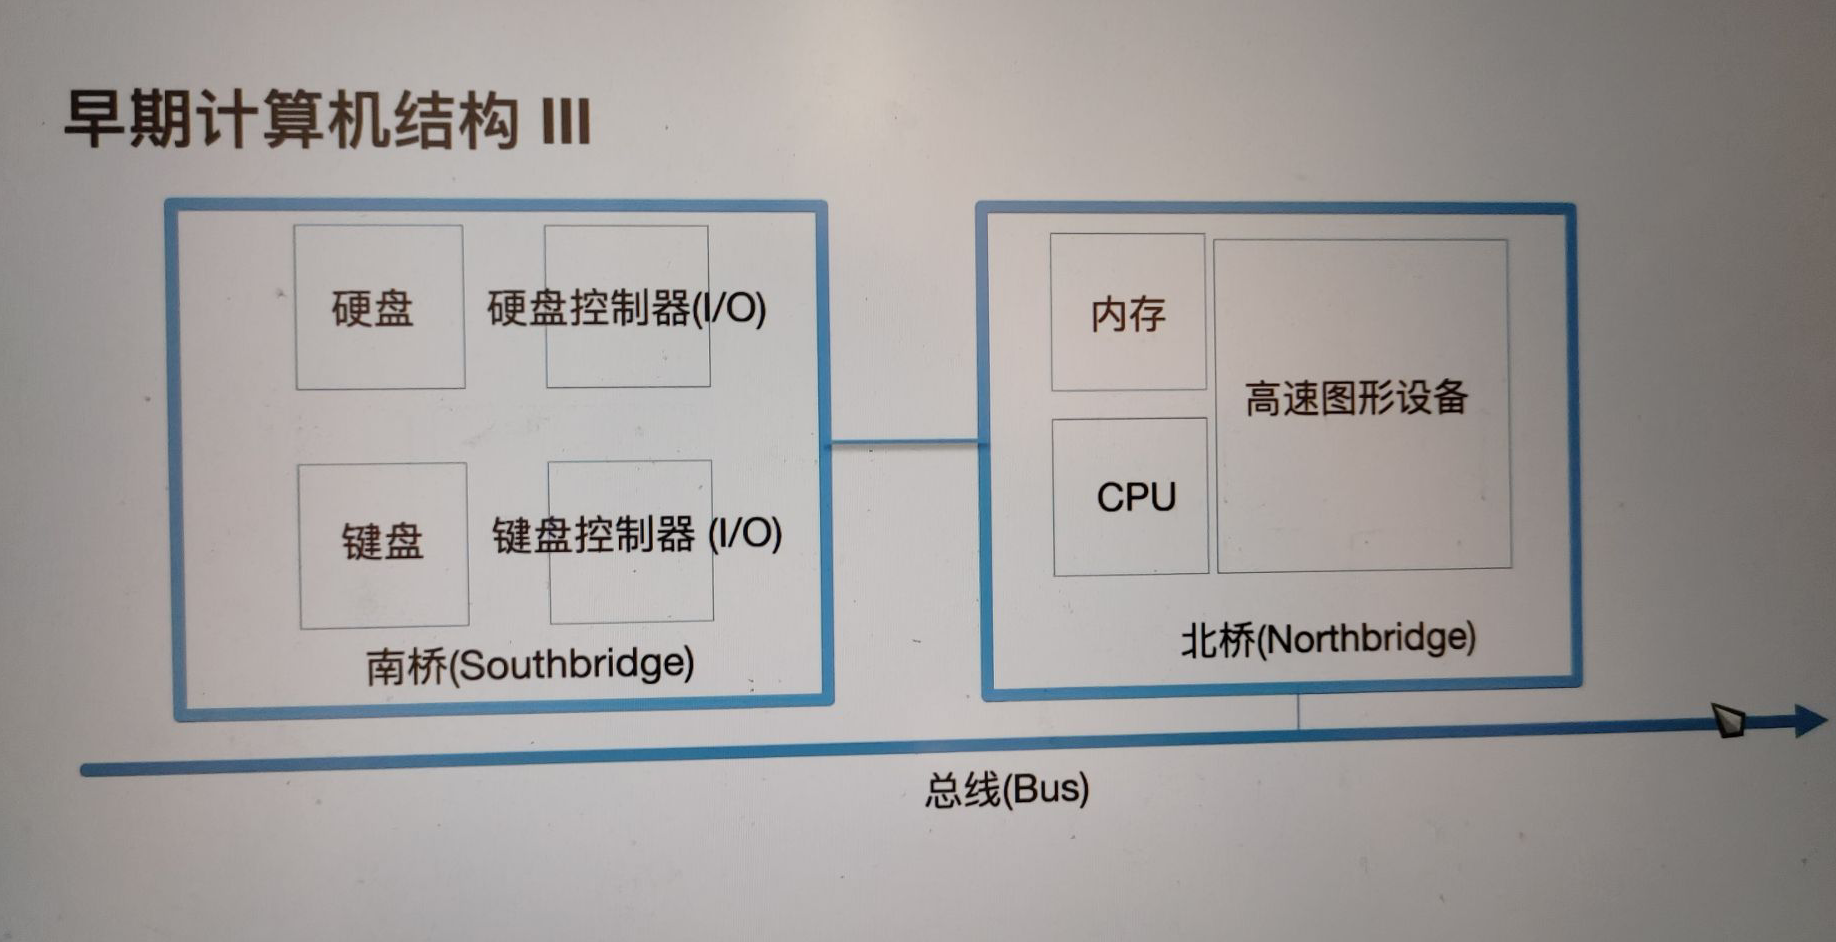 早期计算机结构 III
硬盘
硬盘控制器(I/O)
键盘
键盘控制器 (I/O)
南桥(Southbridge)
内存
高速图形设备
CPU
北桥(Northbridge)
总线(Bus)